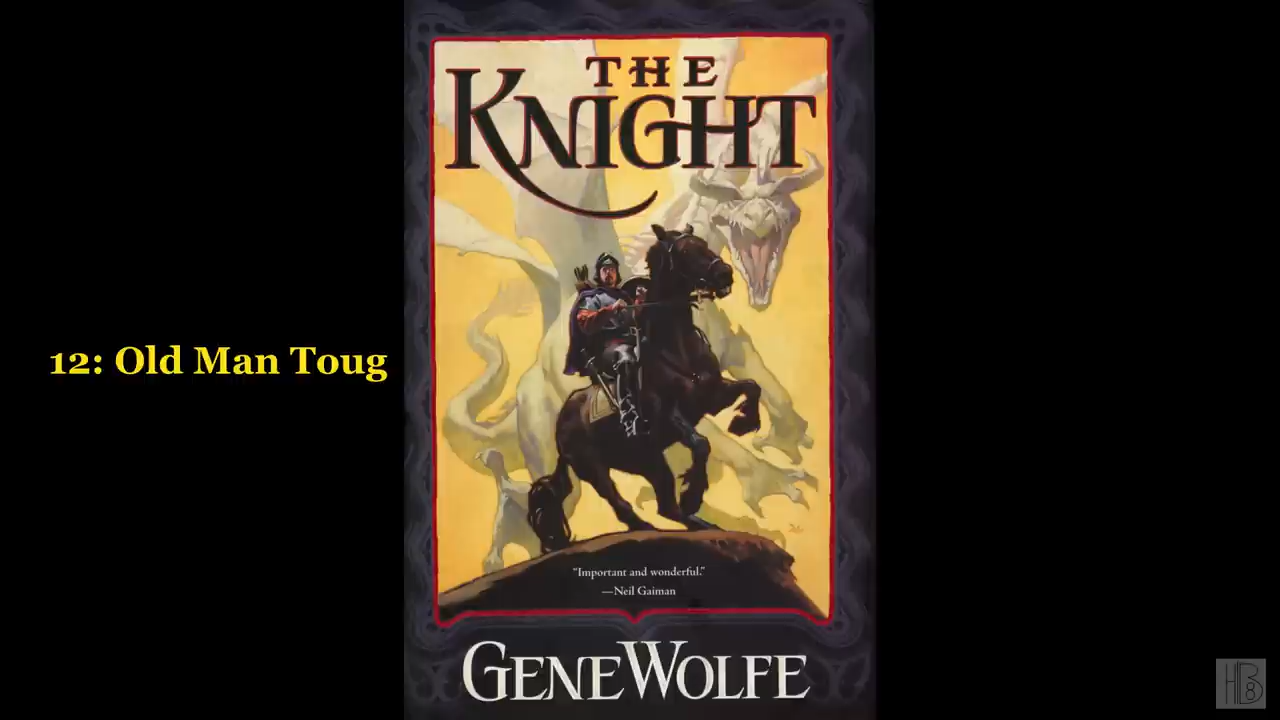 THE
KNIGHT
12: Old Man Toug
"Important and wonderful."
—Neil Gaiman
GENE WOLFE